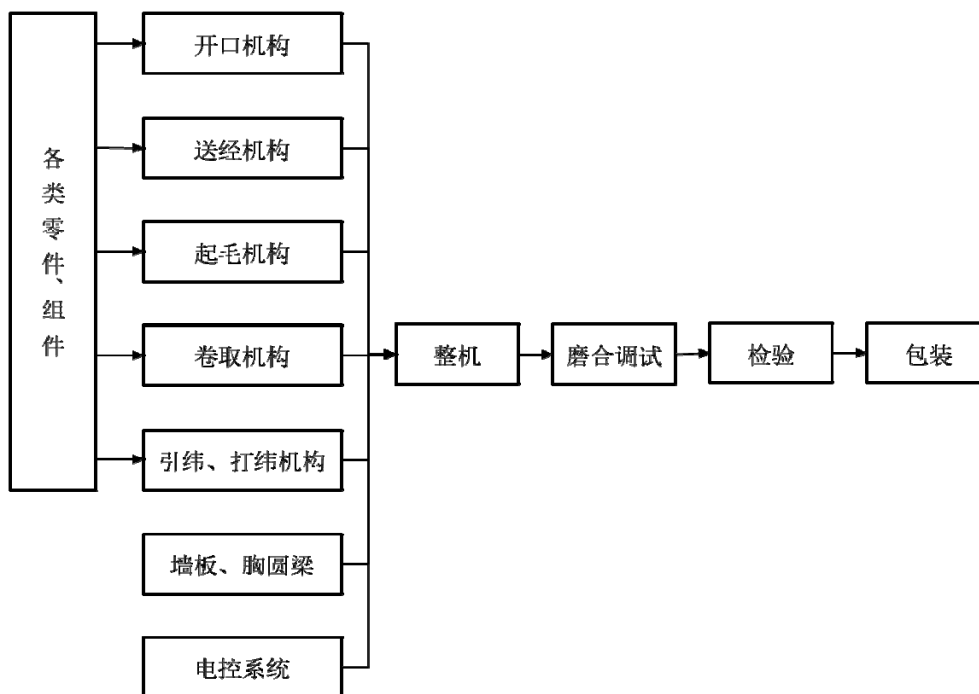 各类零件、组件
开口机构
送经机构
起毛机构
卷取机构
引纬、打纬机构
墙板、胸圆梁
电控系统
整机
磨合调试
检验
包装